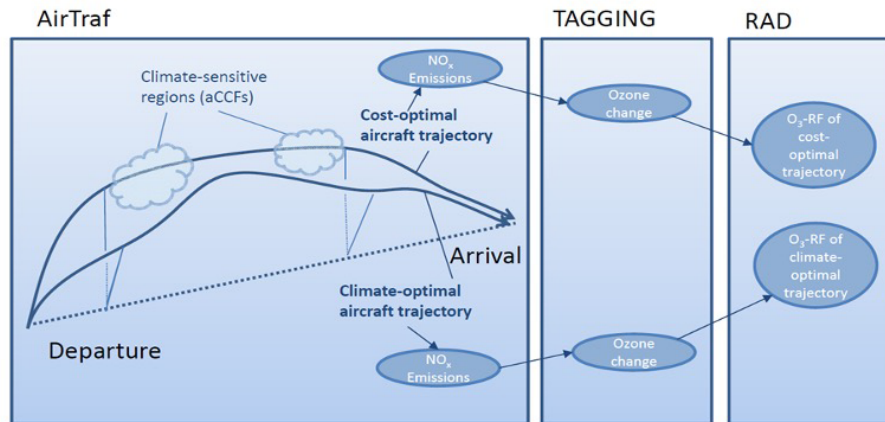 AirTraf
TAGGING
RAD
Climate-sensitive
regions (aCCFs)
NOₓ
Emissions
Cost-optimal
aircraft trajectory
Ozone
change
O₃-RF of
cost-
optimal
trajectory
Arrival
Climate-optimal
aircraft trajectory
O₃-RF of
climate-
optimal
trajectory
Departure
NOₓ
Emissions
Ozone
change